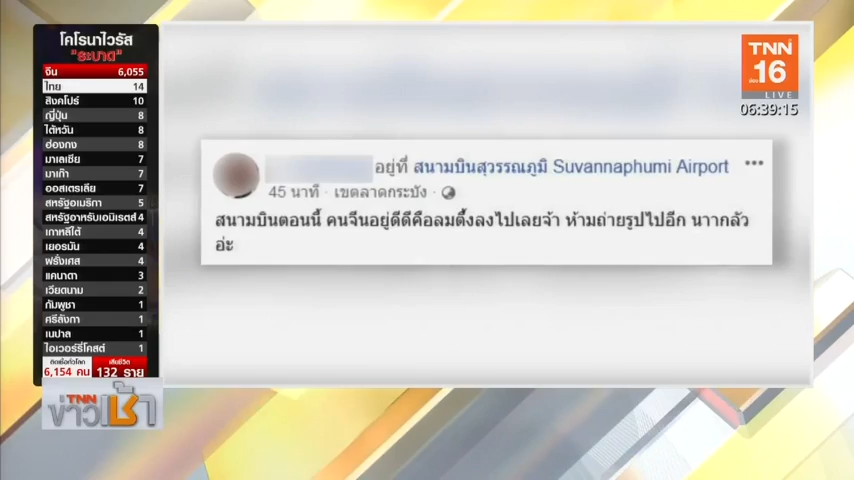 โคโรนาไวรัส
"ระบาด"
จีน 6,055
ไทย 14
สิงคโปร์ 10
ญี่ปุ่น 8
ไต้หวัน 8
ฮ่องกง 8
มาเลเซีย 7
มาเก๊า 7
ออสเตรเลีย 7
สหรัฐอเมริกา 5
สหรัฐอาหรับเอมิเรตส์ 4
เกาหลีใต้ 4
เยอรมัน 4
ฝรั่งเศส 4
แคนาดา 3
เวียดนาม 2
กัมพูชา 1
ศรีลังกา 1
เนปาล 1
ไอเวอร์รี่โคสต์ 1
ติดเชื้อทั่วโลก เสียชีวิต
6,154 คน 132 ราย
TNN
ข่าวเช้า
TNN
ช่อง 16
LIVE
06:39:15
อยู่ที่ สนามบินสุวรรณภูมิ Suvannaphumi Airport
45 นาที · เขตลาดกระบัง ·
สนามบินตอนนี้ คนจีนอยู่ดีดีคือลมตึ้งลงไปเลยจ้า ห้ามถ่ายรูปไปอีก นาากลัว
อ่ะ